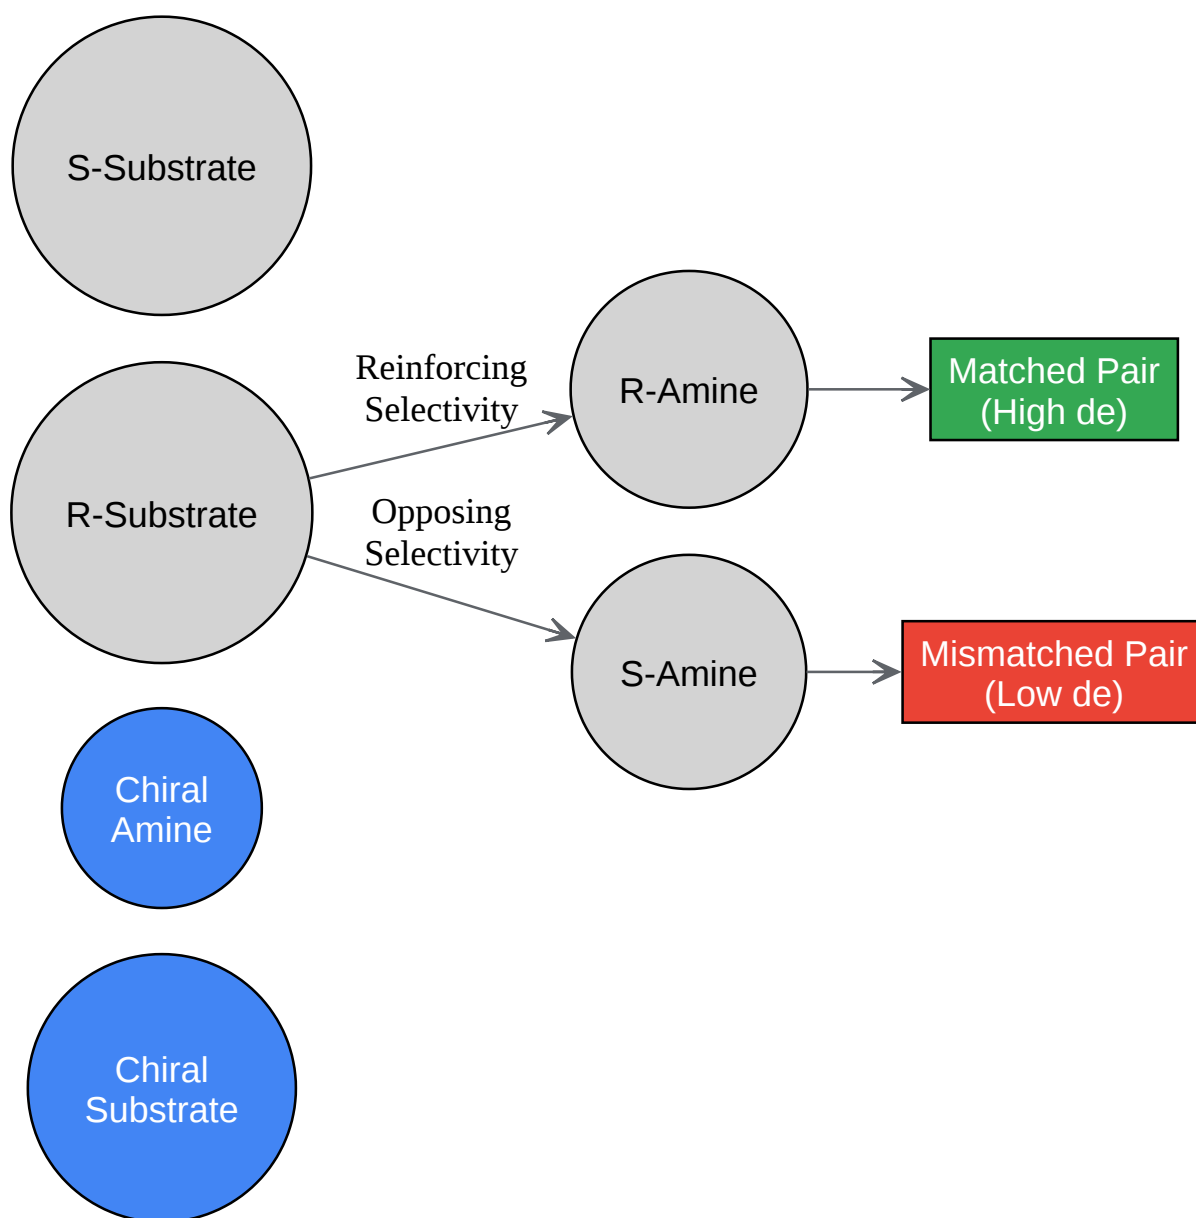 S-Substrate
Reinforcing
Selectivity
R-Amine
Matched Pair
(High de)
R-Substrate
Opposing
Selectivity
S-Amine
Mismatched Pair
(Low de)
Chiral
Amine
Chiral
Substrate